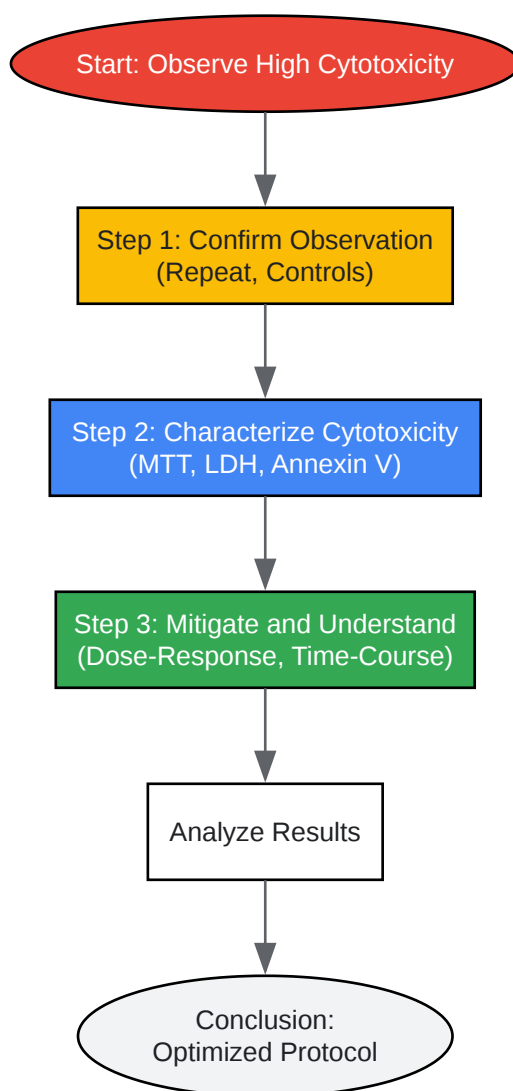 Start: Observe High Cytotoxicity
Step 1: Confirm Observation
(Repeat, Controls)
Step 2: Characterize Cytotoxicity
(MTT, LDH, Annexin V)
Step 3: Mitigate and Understand
(Dose-Response, Time-Course)
Analyze Results
Conclusion:
Optimized Protocol